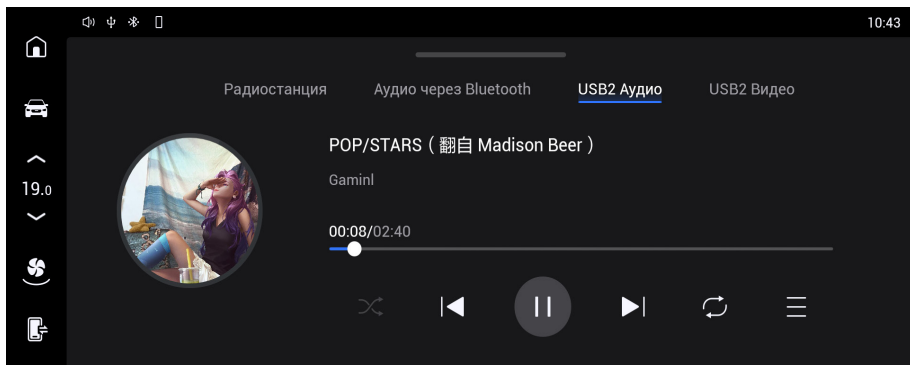 10:43
Радиостанция Аудио через Bluetooth USB2 Аудио USB2 Видео
POP/STARS（翻自 Madison Beer）
Gaminl
19.0
00:08/02:40